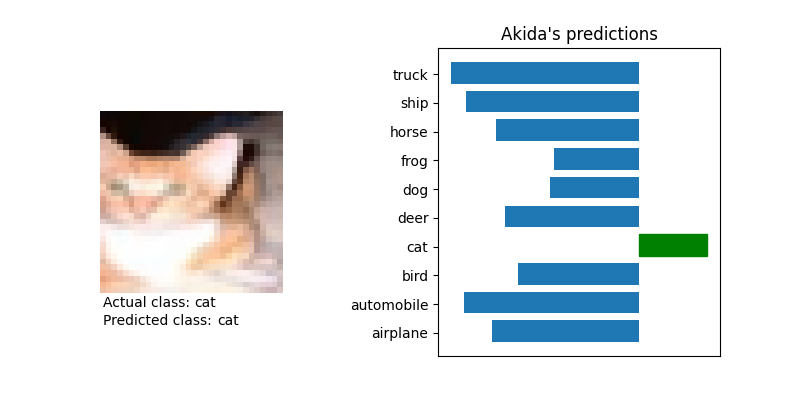 Akida's predictions
truck
ship
horse
frog
dog
deer
cat
bird
automobile
airplane
Actual class: cat
Predicted class: cat